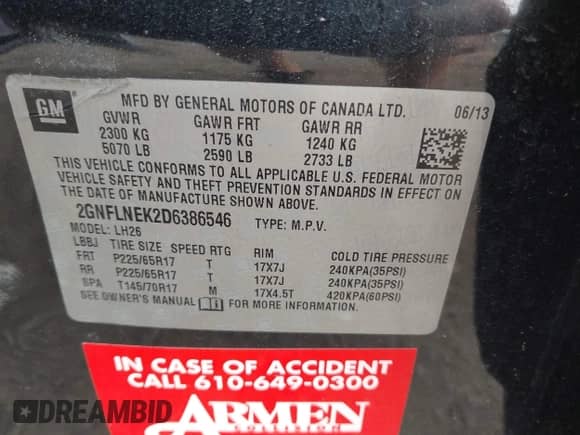 GM
MFD BY GENERAL MOTORS OF CANADA LTD. 06/13
GVWR GAWR FRT GAWR RR
2300 KG 1175 KG 1240 KG
5070 LB 2590 LB 2733 LB
THIS VEHICLE CONFORMS TO ALL APPLICABLE U.S. FEDERAL MOTOR
VEHICLE SAFETY AND THEFT PREVENTION STANDARDS IN EFFECT ON
THE DATE OF MANUFACTURE SHOWN ABOVE.
2GNFLNEK2D6386546 TYPE: M.P.V.
MODEL: LH26
LBBJ TIRE SIZE SPEED RTG RIM COLD TIRE PRESSURE
FRT P225/65R17 T 17X7J 240KPA(35PSI)
RR P225/65R17 T 17X7J 240KPA(35PSI)
SPA T145/70R17 M 17X4.5T 420KPA(60PSI)
SEE OWNER'S MANUAL FOR MORE INFORMATION.
IN CASE OF ACCIDENT
CALL 610-649-0300
ARMEN
COLLISION
DREAMBID